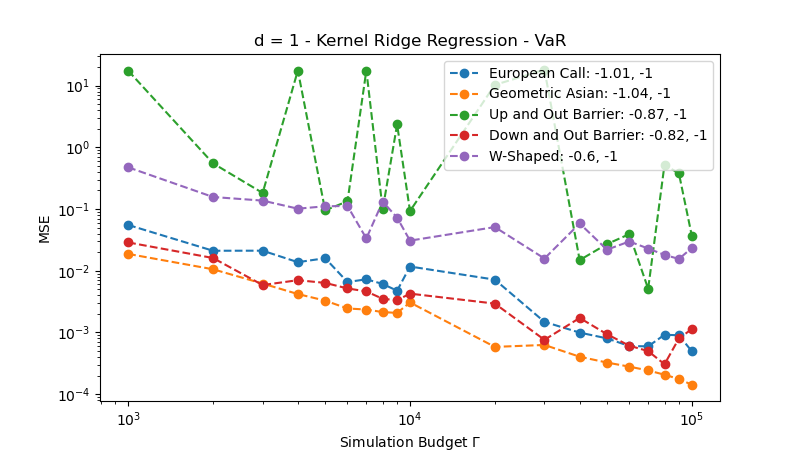 d = 1 - Kernel Ridge Regression - VaR
10¹
10⁰
10⁻¹
10⁻²
10⁻³
10⁻⁴
MSE
European Call: -1.01, -1
Geometric Asian: -1.04, -1
Up and Out Barrier: -0.87, -1
Down and Out Barrier: -0.82, -1
W-Shaped: -0.6, -1
10³
10⁴
10⁵
Simulation Budget Γ